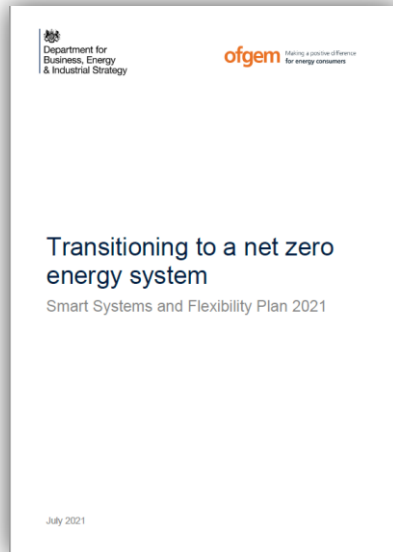 Department for
Business, Energy
& Industrial Strategy
ofgem
Making a positive difference
for energy consumers
Transitioning to a net zero
energy system
Smart Systems and Flexibility Plan 2021
July 2021